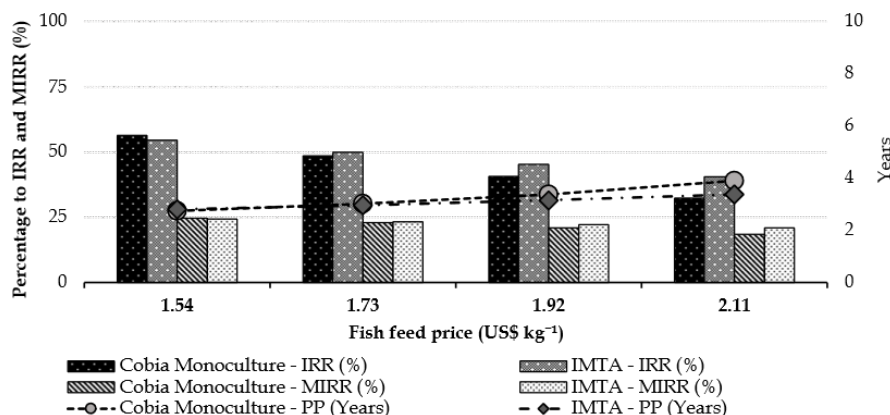 Percentage to IRR and MIRR (%)
100
75
50
25
0
10
8
6
4
2
0
Years
1.54 1.73 1.92 2.11
Fish feed price (US$ kg⁻¹)
Cobia Monoculture - IRR (%) IMTA - IRR (%)
Cobia Monoculture - MIRR (%) IMTA - MIRR (%)
Cobia Monoculture - PP (Years) IMTA - PP (Years)